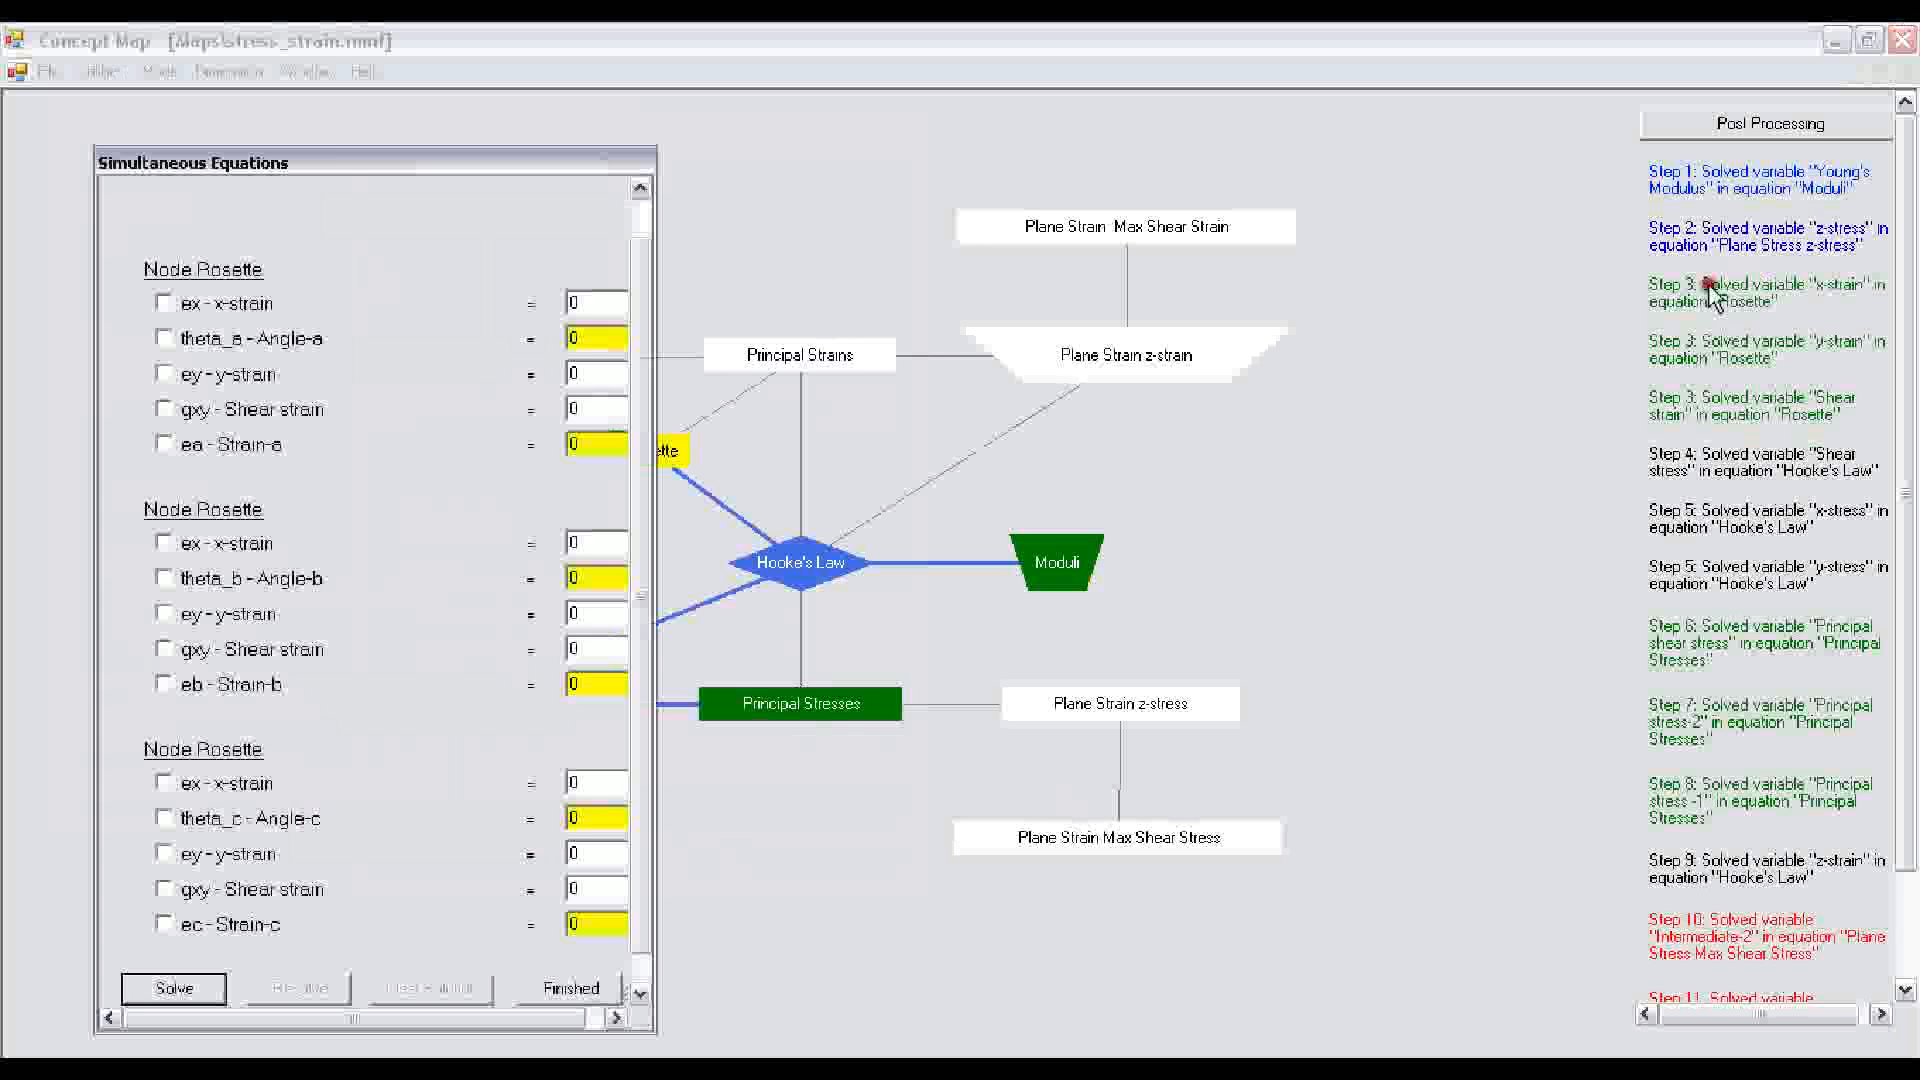 Concept Map [Maps\stress_strain.mmf]
Simultaneous Equations
Node Rosette
ex - x-strain = 0
theta_a - Angle-a = 0
ey - y-strain = 0
gxy - Shear strain = 0
ea - Strain-a = 0
Node Rosette
ex - x-strain = 0
theta_b - Angle-b = 0
ey - y-strain = 0
gxy - Shear strain = 0
eb - Strain-b = 0
Node Rosette
ex - x-strain = 0
theta_c - Angle-c = 0
ey - y-strain = 0
gxy - Shear strain = 0
ec - Strain-c = 0
Solve
Finished
Plane Strain Max Shear Strain
Principal Strains
Plane Strain z-strain
ette
Hooke's Law
Moduli
Principal Stresses
Plane Strain z-stress
Plane Strain Max Shear Stress
Post Processing
Step 1: Solved variable "Young's
Modulus" in equation "Moduli"
Step 2: Solved variable "z-stress" in
equation "Plane Stress z-stress"
Step 3: Solved variable "x-strain" in
equation "Rosette"
Step 3: Solved variable "y-strain" in
equation "Rosette"
Step 3: Solved variable "Shear
strain" in equation "Rosette"
Step 4: Solved variable "Shear
stress" in equation "Hooke's Law"
Step 5: Solved variable "x-stress" in
equation "Hooke's Law"
Step 5: Solved variable "y-stress" in
equation "Hooke's Law"
Step 6: Solved variable "Principal
shear stress" in equation "Principal
Stresses"
Step 7: Solved variable "Principal
stress-2" in equation "Principal
Stresses"
Step 8: Solved variable "Principal
stress -1" in equation "Principal
Stresses"
Step 9: Solved variable "z-strain" in
equation "Hooke's Law"
Step 10: Solved variable
"Intermediate-2" in equation "Plane
Stress Max Shear Stress"
Step 11: Solved variable